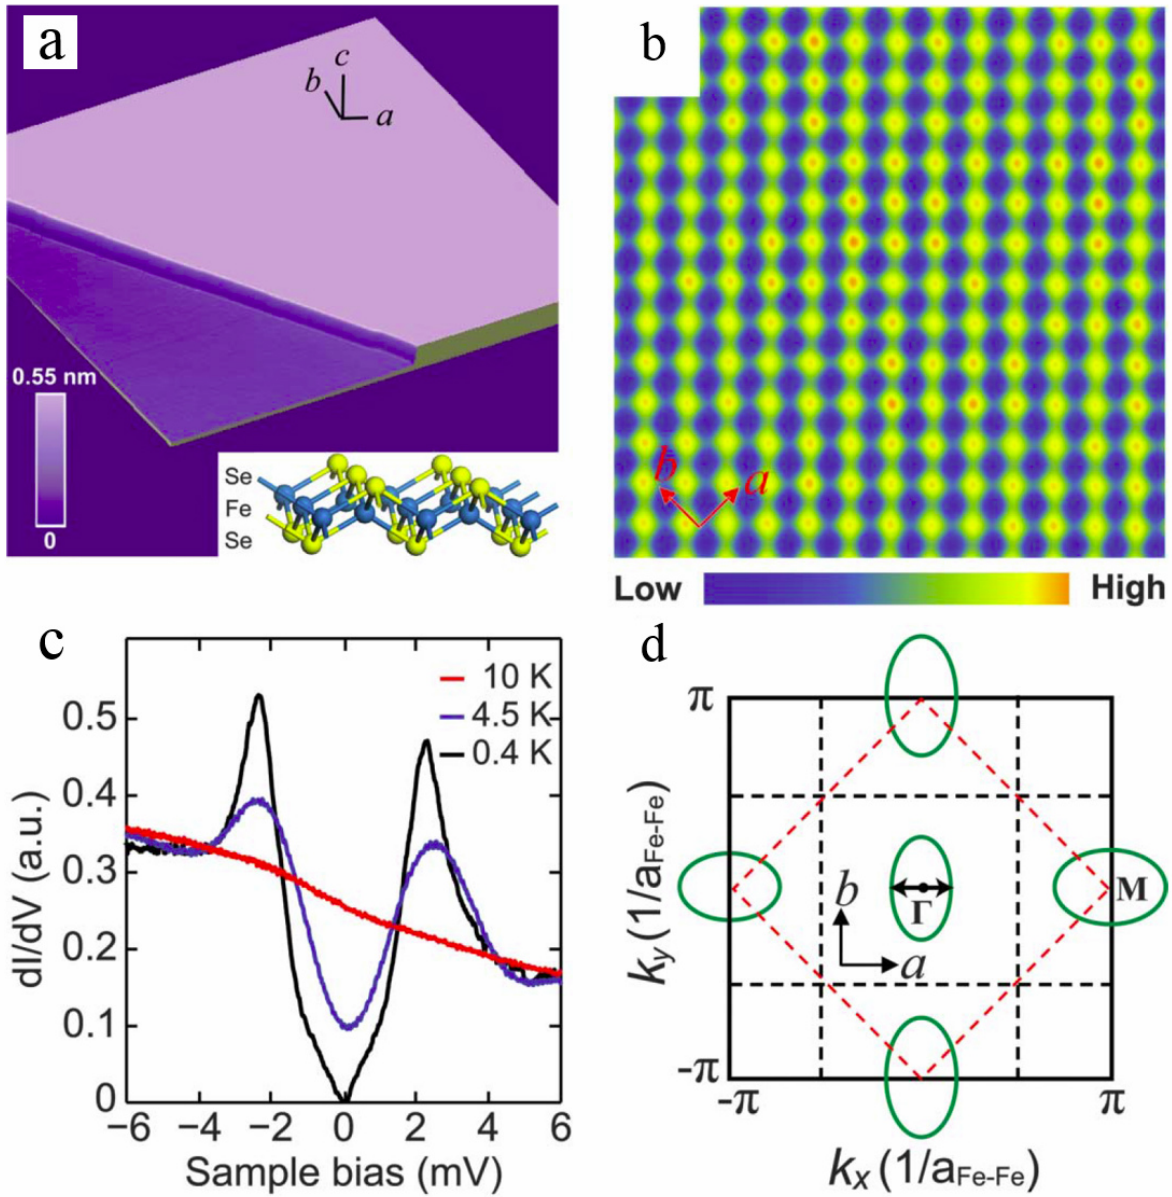 a
c
b
a
0.55 nm
0
Se
Fe
Se
b
b
a
Low
High
c
10 K
4.5 K
0.4 K
0.5
0.4
0.3
0.2
0.1
0
dI/dV (a.u.)
−6 −4 −2 0 2 4 6
Sample bias (mV)
d
π
-π
-π
π
M
Γ
b
a
ky (1/aFe-Fe)
kx (1/aFe-Fe)